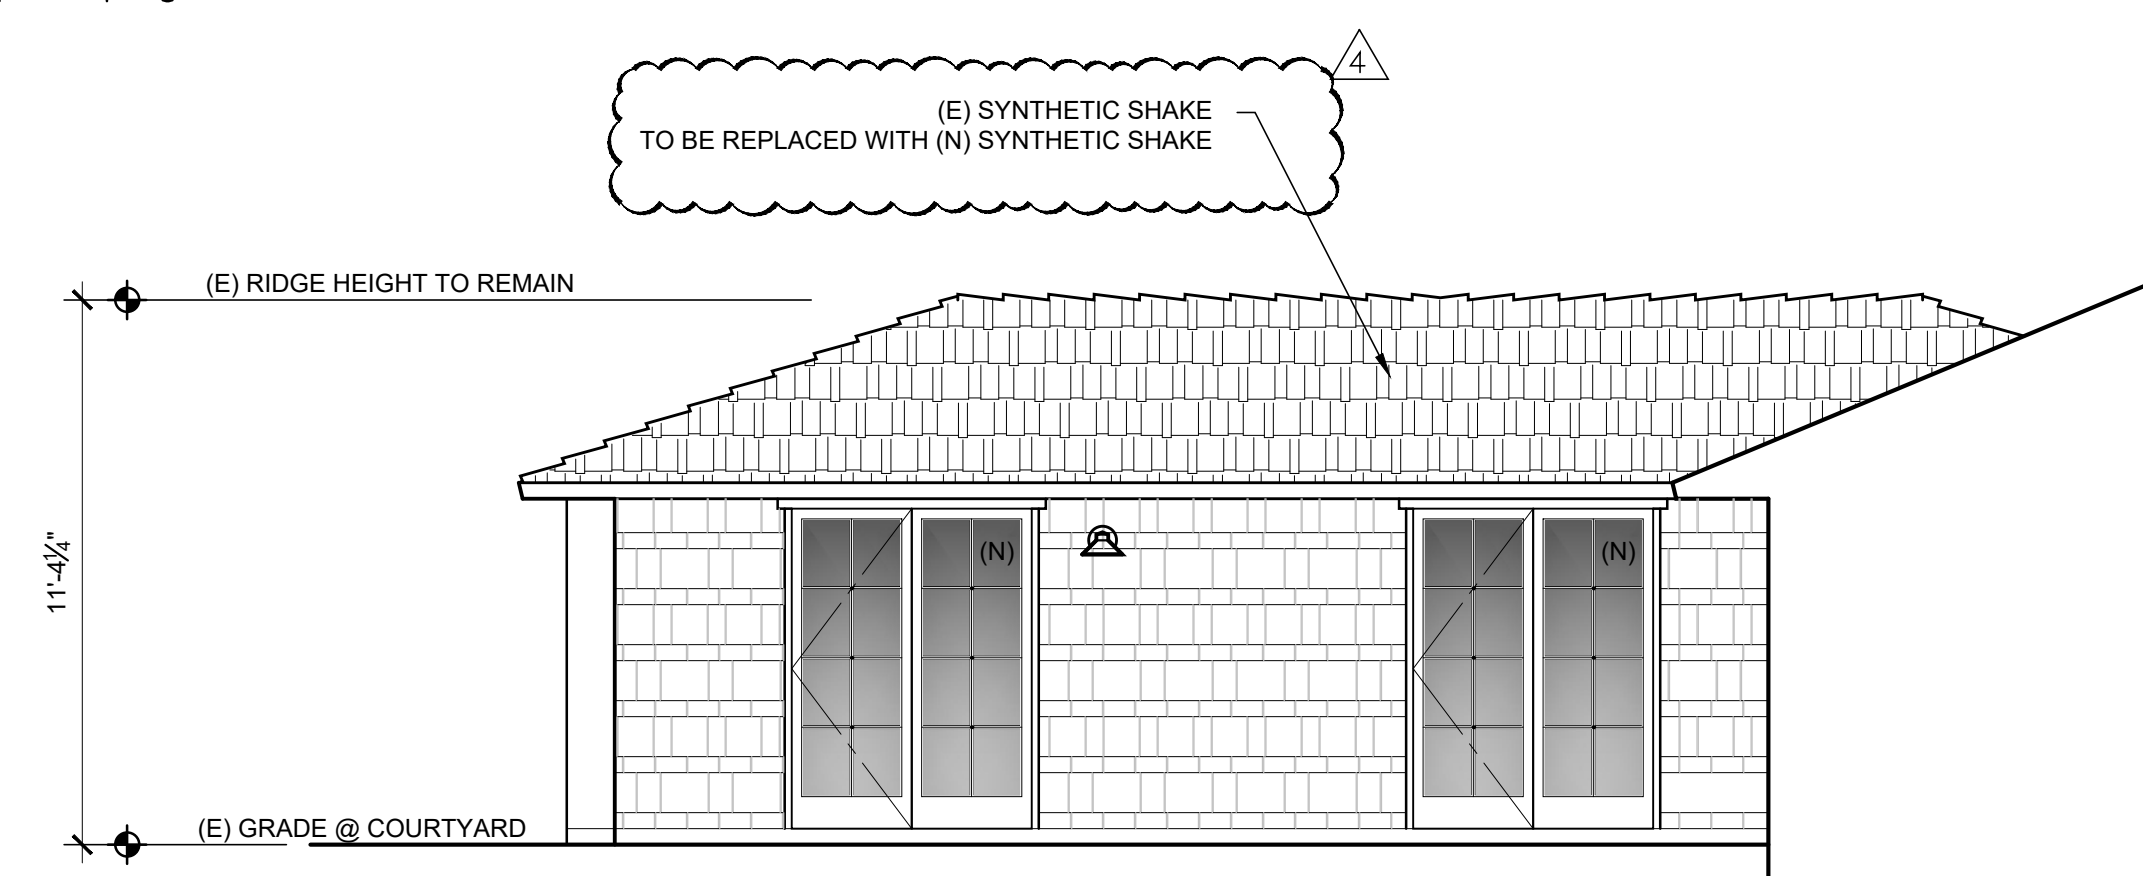 4
(E) SYNTHETIC SHAKE
TO BE REPLACED WITH (N) SYNTHETIC SHAKE
(E) RIDGE HEIGHT TO REMAIN
11'-4¼"
(N)
(N)
(E) GRADE @ COURTYARD